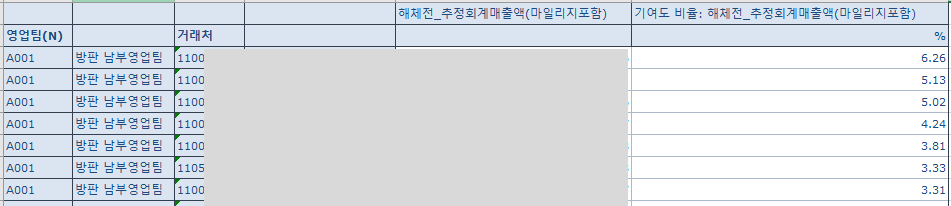 해체전_추정회계매출액(마일리지포함) 기여도 비율: 해체전_추정회계매출액(마일리지포함)
영업팀(N) 거래처 %
A001 방판 남부영업팀 1100 6.26
A001 방판 남부영업팀 1100 5.13
A001 방판 남부영업팀 1100 5.02
A001 방판 남부영업팀 1100 4.24
A001 방판 남부영업팀 1100 3.81
A001 방판 남부영업팀 1105 3.33
A001 방판 남부영업팀 1100 3.31